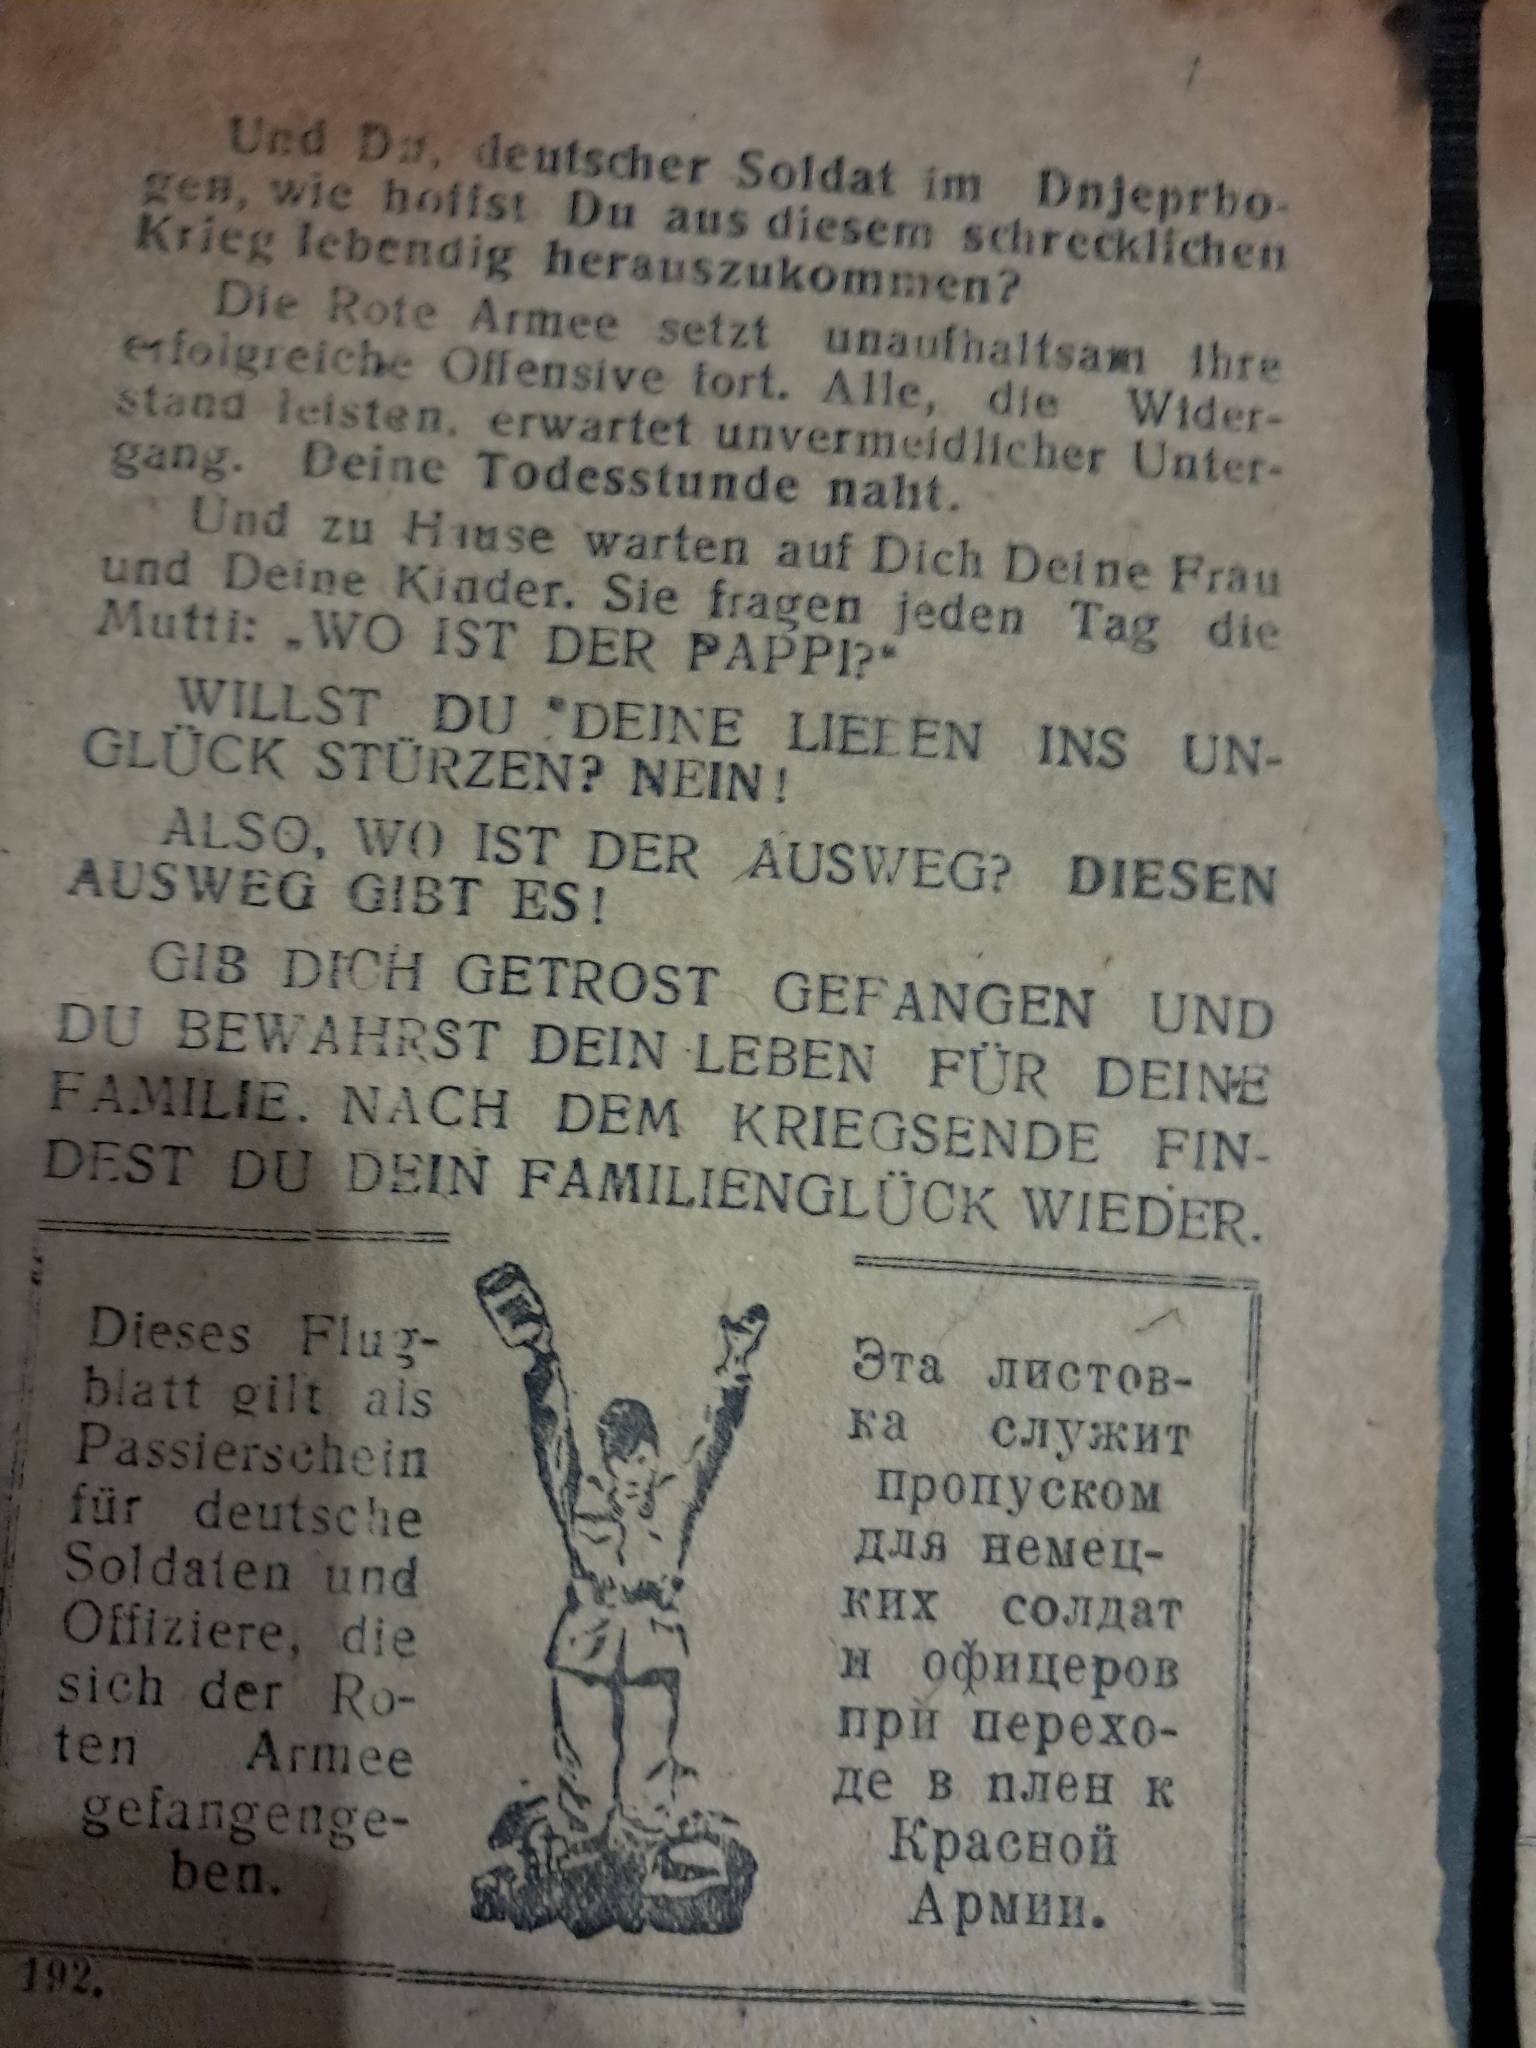 Und Du, deutscher Soldat im Dnjeprbo-
gen, wie hoffst Du aus diesem schrecklichen
Krieg lebendig herauszukommen?
Die Rote Armee setzt unaufhaltsam ihre
erfolgreiche Offensive fort. Alle, die Wider-
stand leisten, erwartet unvermeidlicher Unter-
gang. Deine Todesstunde naht.
Und zu Hause warten auf Dich Deine Frau
und Deine Kinder. Sie fragen jeden Tag die
Mutti: „WO IST DER PAPPI?“
WILLST DU DEINE LIEBEN INS UN-
GLÜCK STÜRZEN? NEIN!
ALSO, WO IST DER AUSWEG? DIESEN
AUSWEG GIBT ES!
GIB DICH GETROST GEFANGEN UND
DU BEWAHRST DEIN LEBEN FÜR DEINE
FAMILIE. NACH DEM KRIEGSENDE FIN-
DEST DU DEIN FAMILIENGLÜCK WIEDER.
Dieses Flug-
blatt gilt als
Passierschein
für deutsche
Soldaten und
Offiziere, die
sich der Ro-
ten Armee
gefangenge-
ben.
Эта листов-
ка служит
пропуском
для немец-
ких солдат
и офицеров
при перехо-
де в плен к
Красной
Армии.
192.